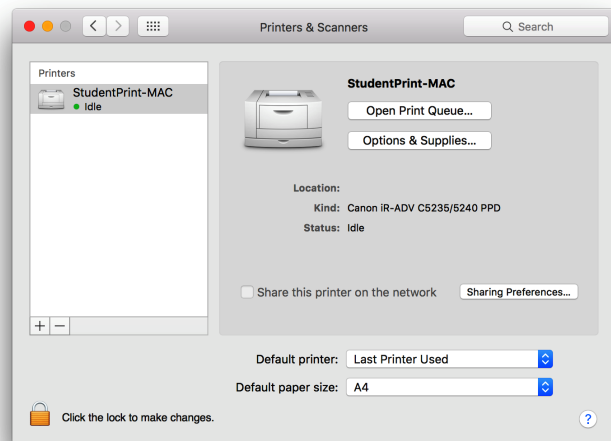 Printers & Scanners
Search
Printers
StudentPrint-MAC
Idle
StudentPrint-MAC
Open Print Queue...
Options & Supplies...
Location:
Kind: Canon iR-ADV C5235/5240 PPD
Status: Idle
Share this printer on the network
Sharing Preferences...
+ −
Default printer: Last Printer Used
Default paper size: A4
Click the lock to make changes.
?